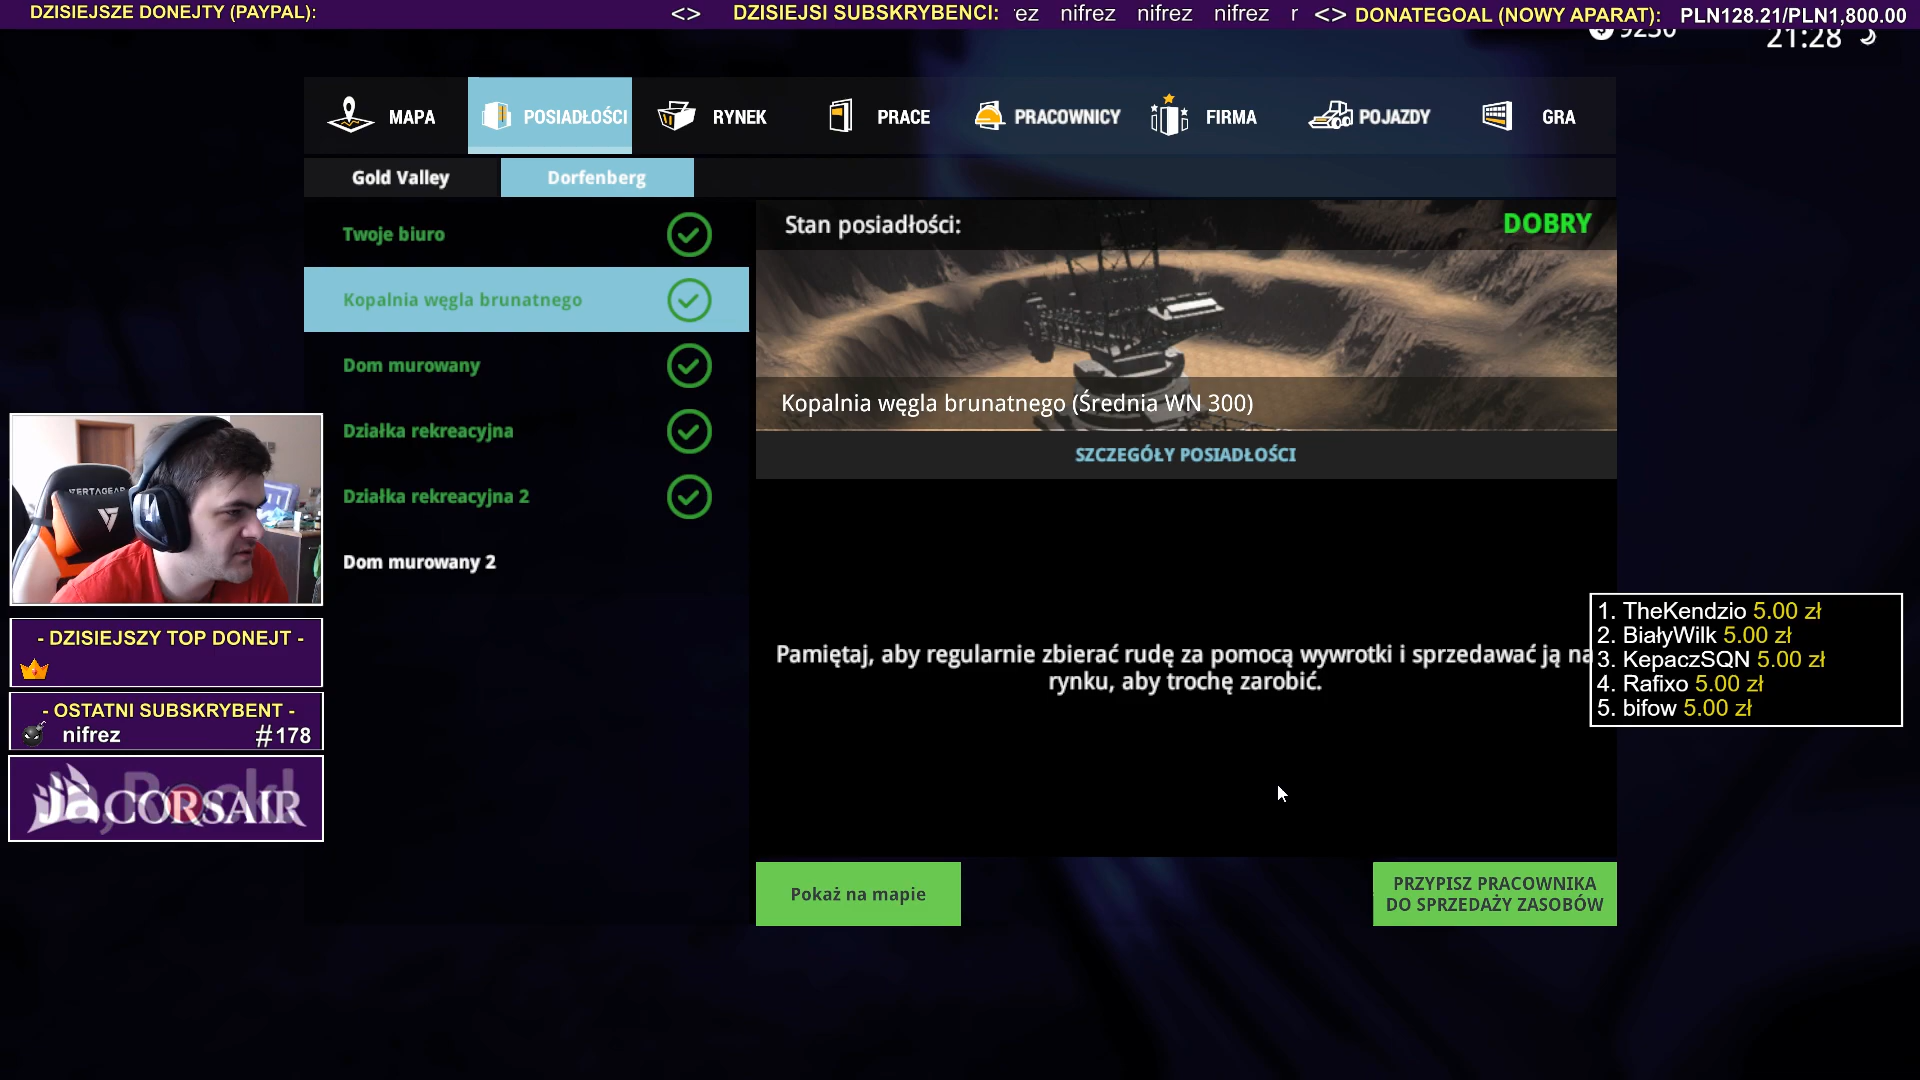 DZISIEJSZE DONEJTY (PAYPAL):
<> DZISIEJSI SUBSKRYBENCI: ez nifrez nifrez nifrez r <> DONATEGOAL (NOWY APARAT): PLN128.21/PLN1,800.00
9230 21:28
MAPA
POSIADŁOŚCI
RYNEK
PRACE
PRACOWNICY
FIRMA
POJAZDY
GRA
Gold Valley
Dorfenberg
Twoje biuro
Kopalnia węgla brunatnego
Dom murowany
Działka rekreacyjna
Działka rekreacyjna 2
Dom murowany 2
Stan posiadłości:
DOBRY
Kopalnia węgla brunatnego (Średnia WN 300)
SZCZEGÓŁY POSIADŁOŚCI
Pamiętaj, aby regularnie zbierać rudę za pomocą wywrotki i sprzedawać ją na
rynku, aby trochę zarobić.
Pokaż na mapie
PRZYPISZ PRACOWNIKA
DO SPRZEDAŻY ZASOBÓW
VERTAGEAR
- DZISIEJSZY TOP DONEJT -
- OSTATNI SUBSKRYBENT -
nifrez #178
CORSAIR
1. TheKendzio 5.00 zł
2. BiałyWilk 5.00 zł
3. KepaczSQN 5.00 zł
4. Rafixo 5.00 zł
5. bifow 5.00 zł